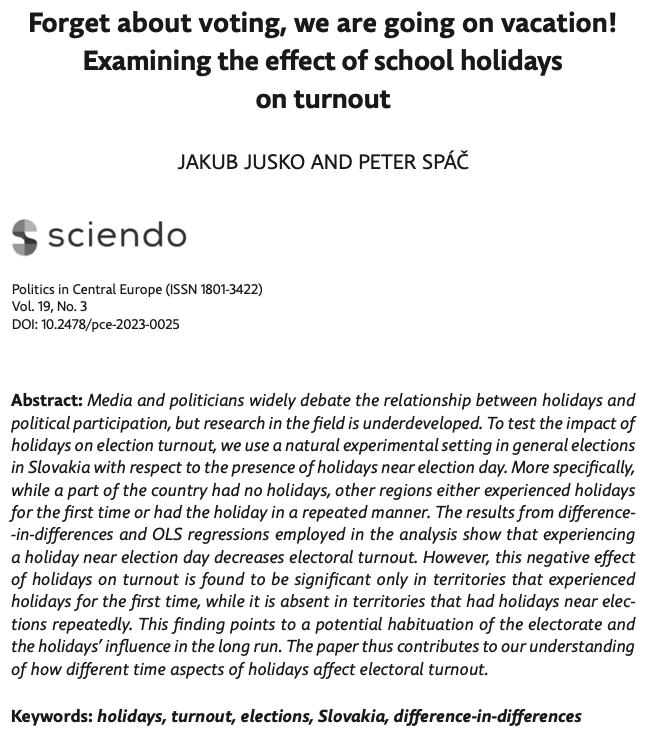 Forget about voting, we are going on vacation!
Examining the effect of school holidays
on turnout
JAKUB JUSKO AND PETER SPÁČ
sciendo
Politics in Central Europe (ISSN 1801-3422)
Vol. 19, No. 3
DOI: 10.2478/pce-2023-0025
Abstract: Media and politicians widely debate the relationship between holidays and
political participation, but research in the field is underdeveloped. To test the impact of
holidays on election turnout, we use a natural experimental setting in general elections
in Slovakia with respect to the presence of holidays near election day. More specifically,
while a part of the country had no holidays, other regions either experienced holidays
for the first time or had the holiday in a repeated manner. The results from difference-
-in-differences and OLS regressions employed in the analysis show that experiencing
a holiday near election day decreases electoral turnout. However, this negative effect
of holidays on turnout is found to be significant only in territories that experienced
holidays for the first time, while it is absent in territories that had holidays near elec-
tions repeatedly. This finding points to a potential habituation of the electorate and
the holidays' influence in the long run. The paper thus contributes to our understanding
of how different time aspects of holidays affect electoral turnout.
Keywords: holidays, turnout, elections, Slovakia, difference-in-differences